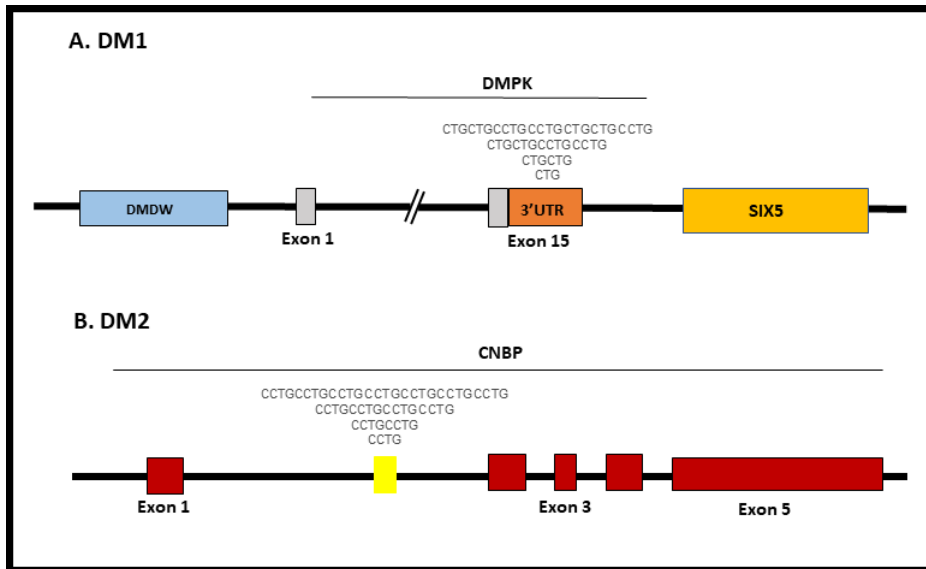 A. DM1
DMPK
CTGCTGCCTGCCTGCTGCTGCCTG
CTGCTGCCTGCCTG
CTGCTG
CTG
DMDW
3'UTR
SIX5
Exon 1
Exon 15
B. DM2
CNBP
CCTGCCTGCCTGCCTGCCTGCCTGCCTGCCTG
CCTGCCTGCCTGCCTG
CCTGCCTG
CCTG
Exon 1
Exon 3
Exon 5